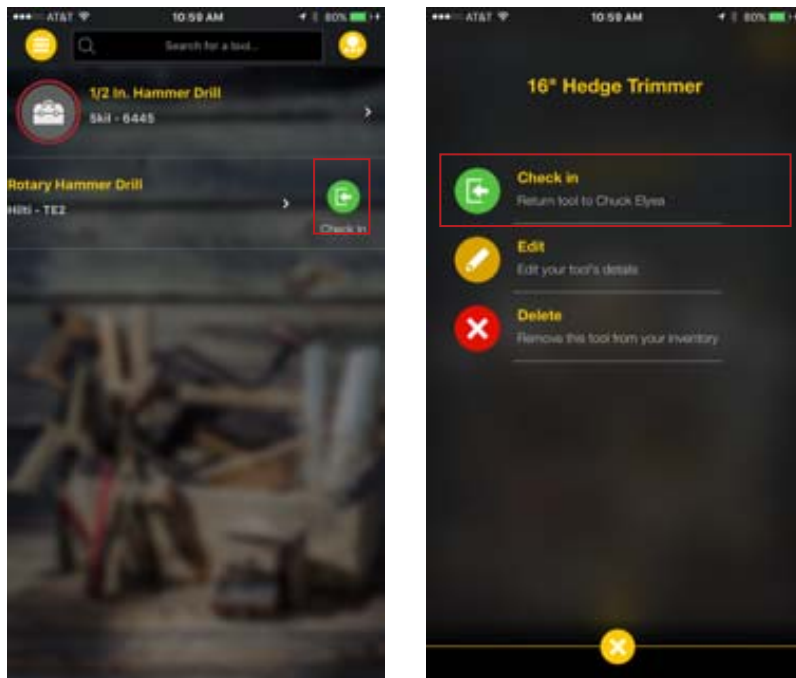 AT&T 10:59 AM 80%
Search for a tool...
1/2 In. Hammer Drill
Skil - 6445
Rotary Hammer Drill
Hilti - TE2
Check In
AT&T 10:59 AM 80%
16" Hedge Trimmer
Check in
Return tool to Chuck Elyea
Edit
Edit your tool's details
Delete
Remove this tool from your inventory